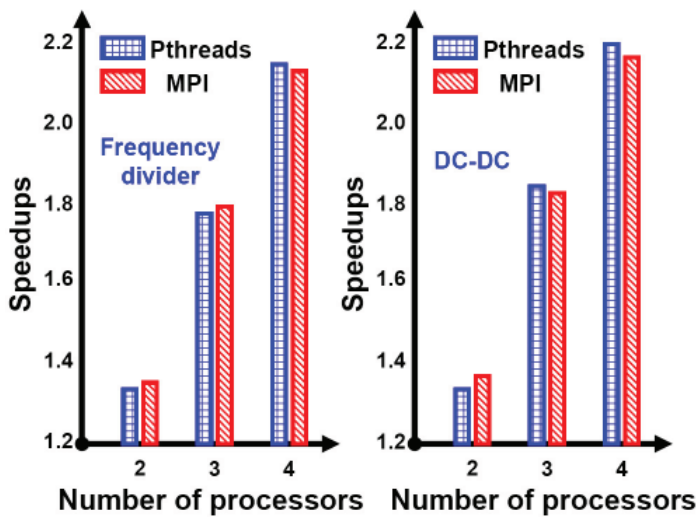 2.2
2.0
1.8
1.6
1.4
1.2
Speedups
Pthreads
MPI
Frequency
divider
2 3 4
Number of processors
2.2
2.0
1.8
1.6
1.4
1.2
Speedups
Pthreads
MPI
DC-DC
2 3 4
Number of processors